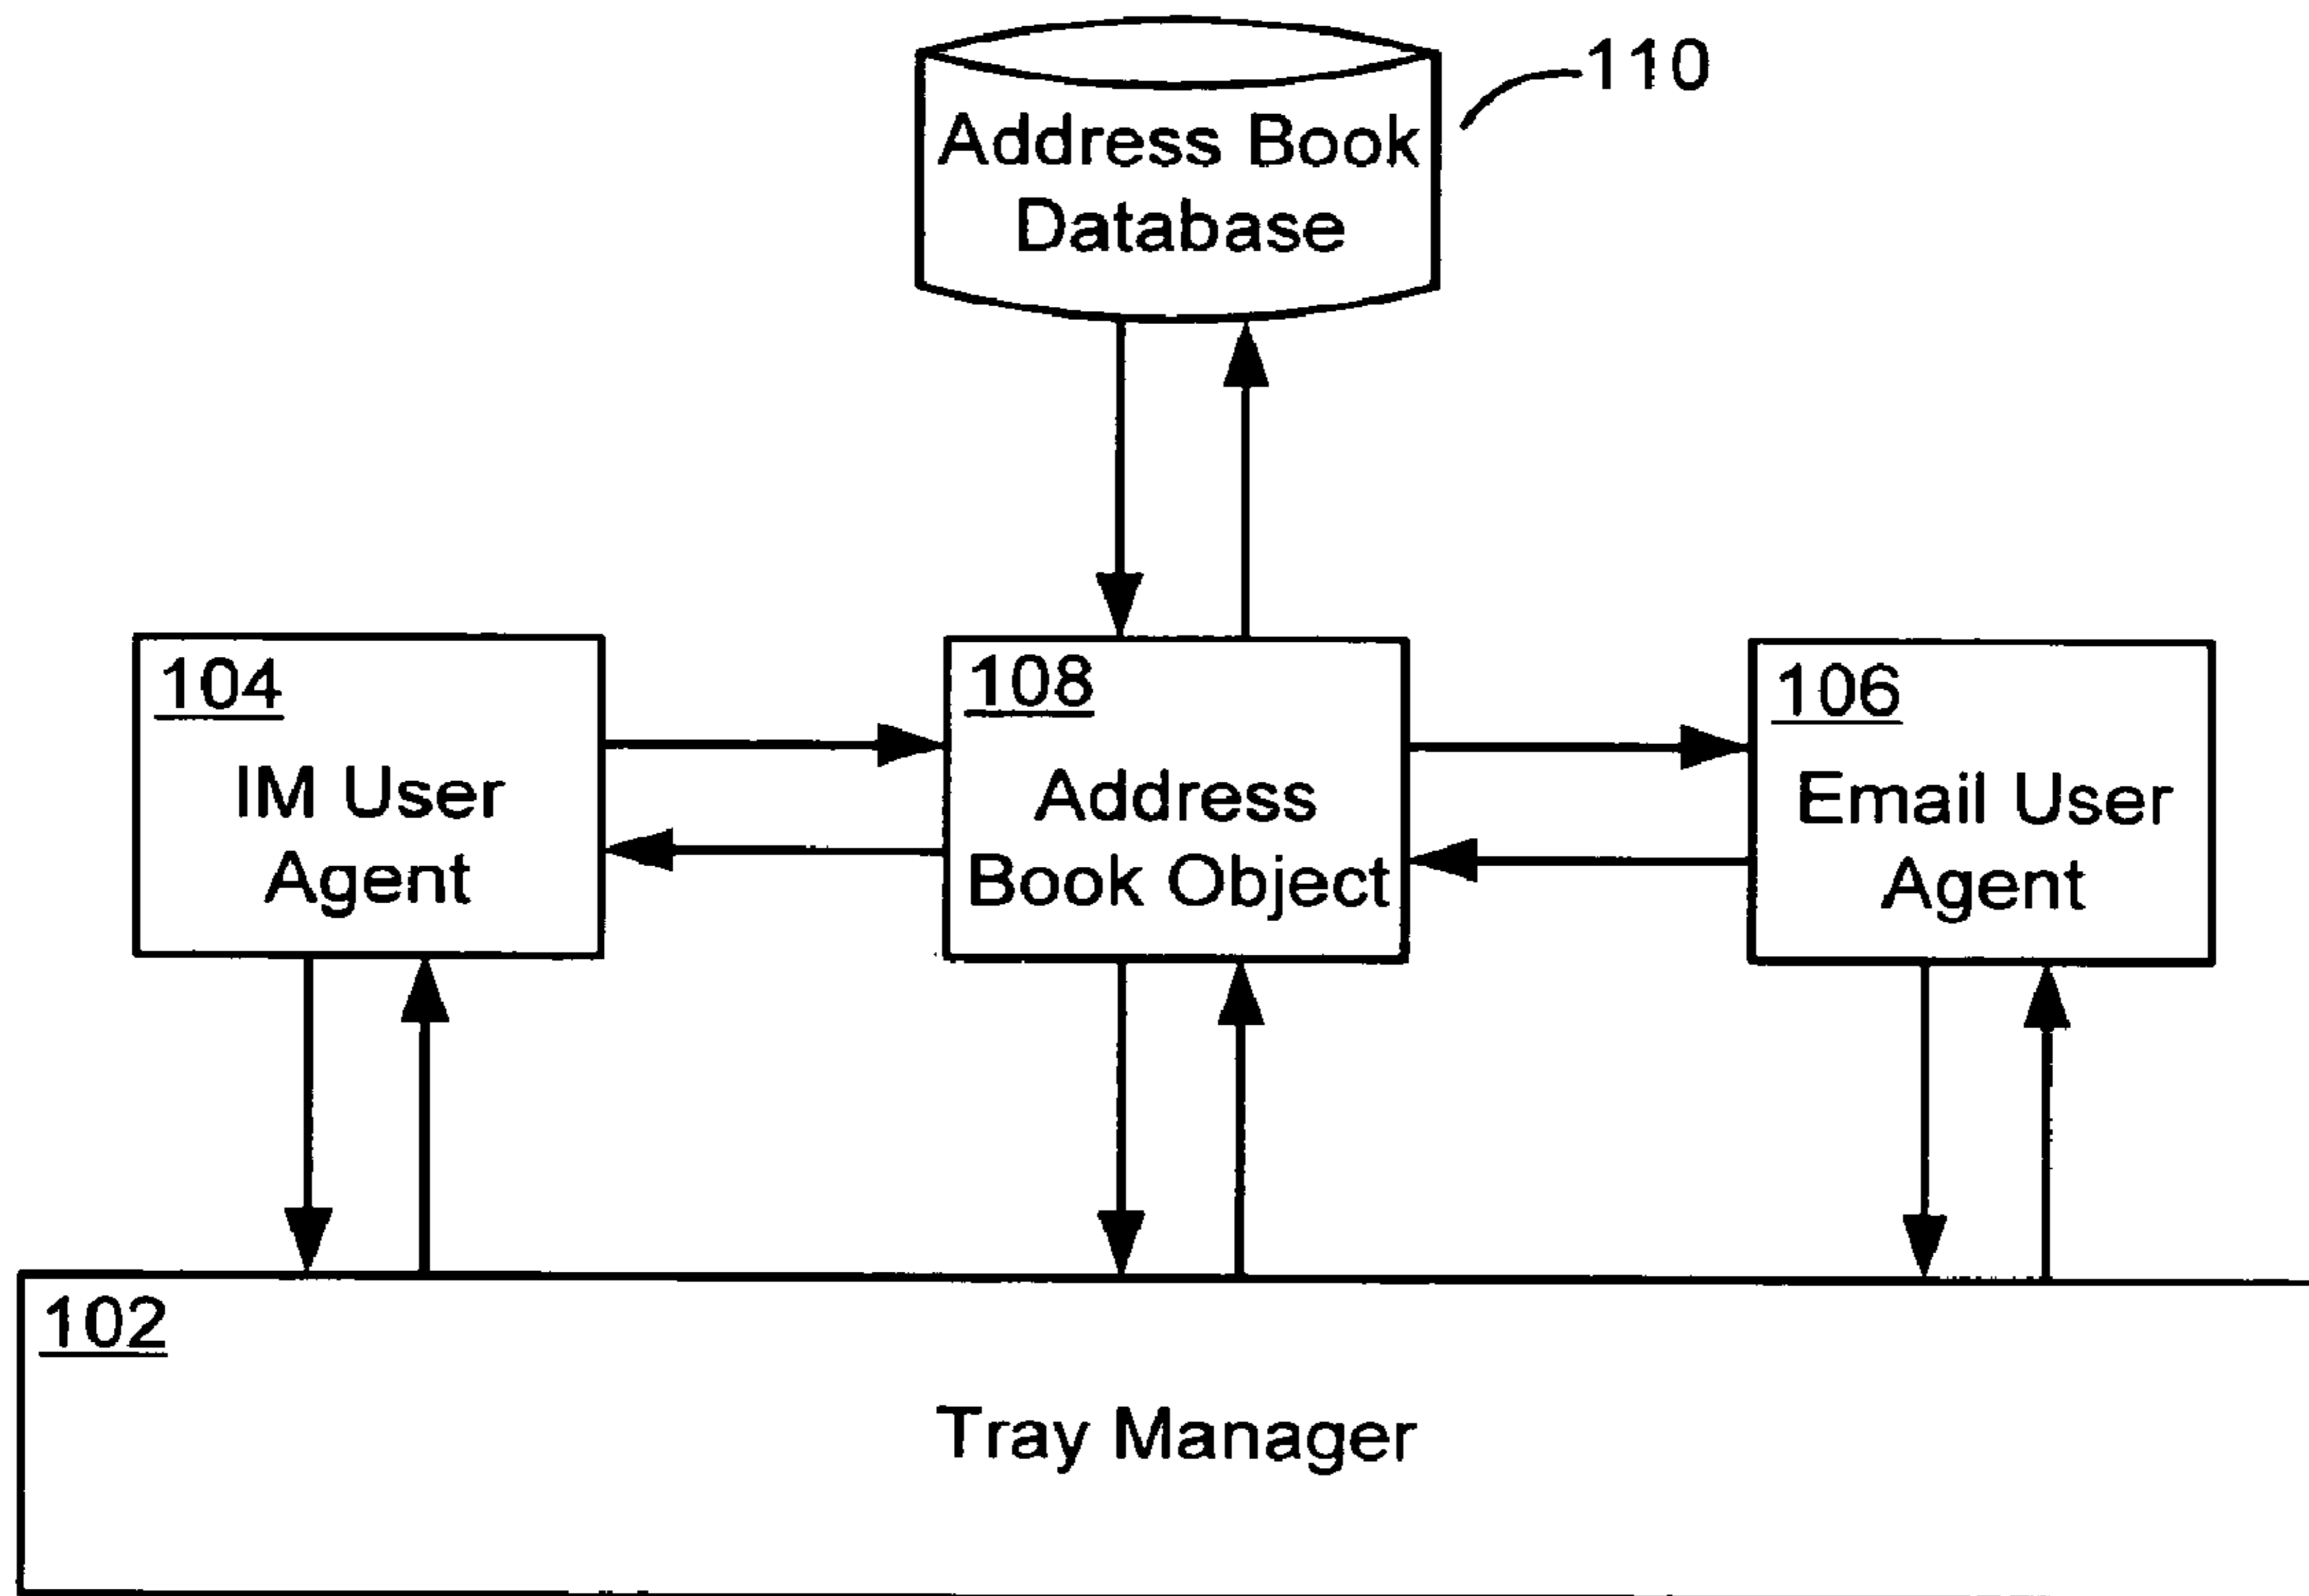 110
Address Book
Database
104
IM User
Agent
108
Address
Book Object
106
Email User
Agent
102
Tray Manager